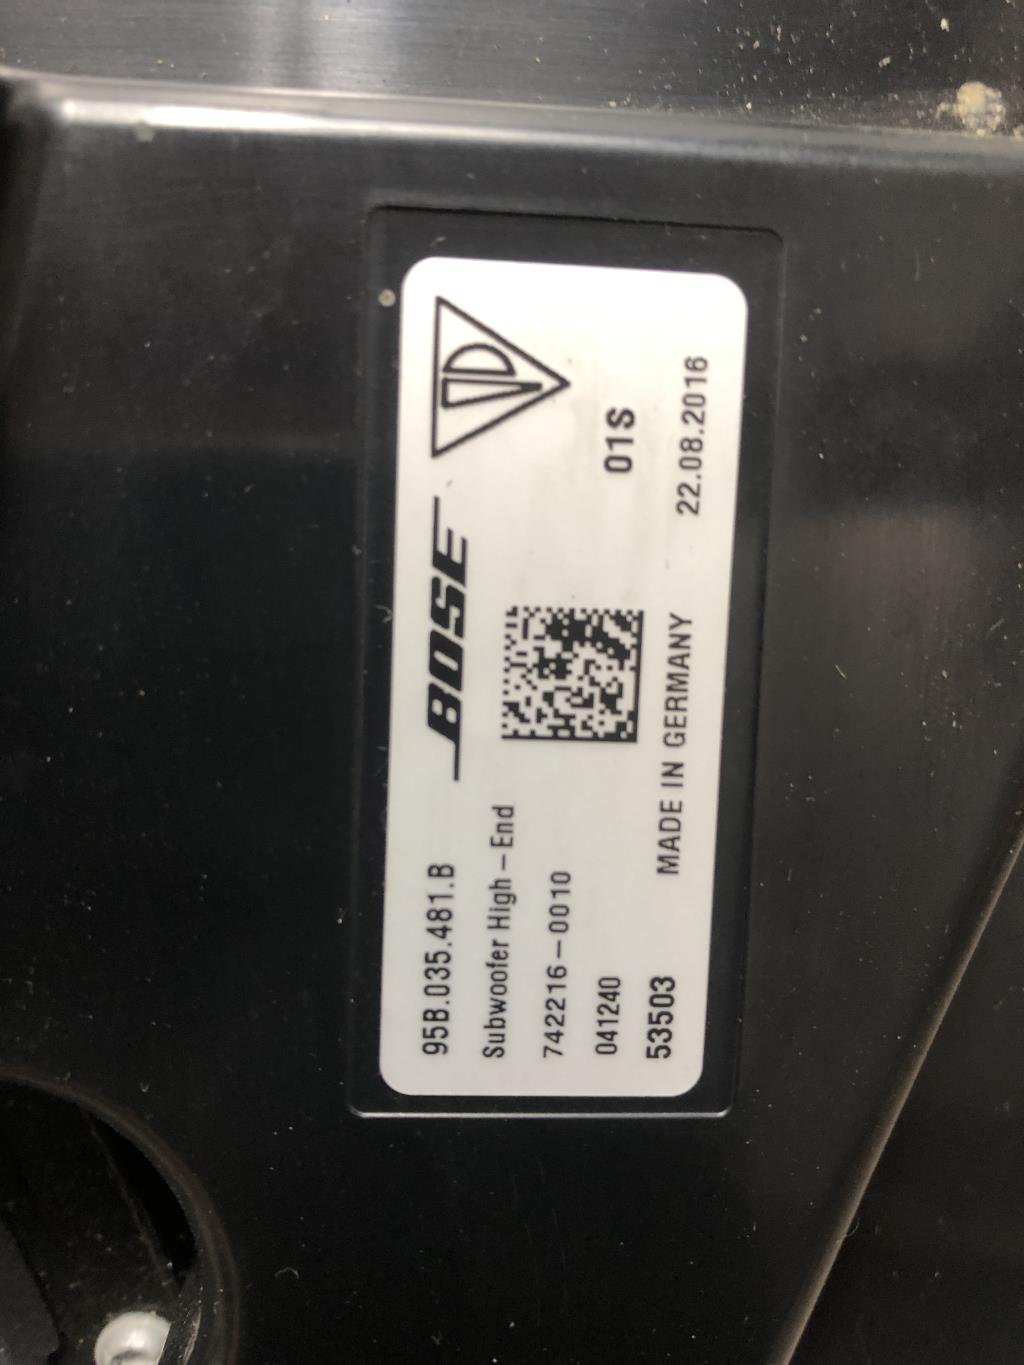 95B.035.481.B
BOSE
Subwoofer High-End
742216-0010
041240
01S
53503
MADE IN GERMANY
22.08.2016